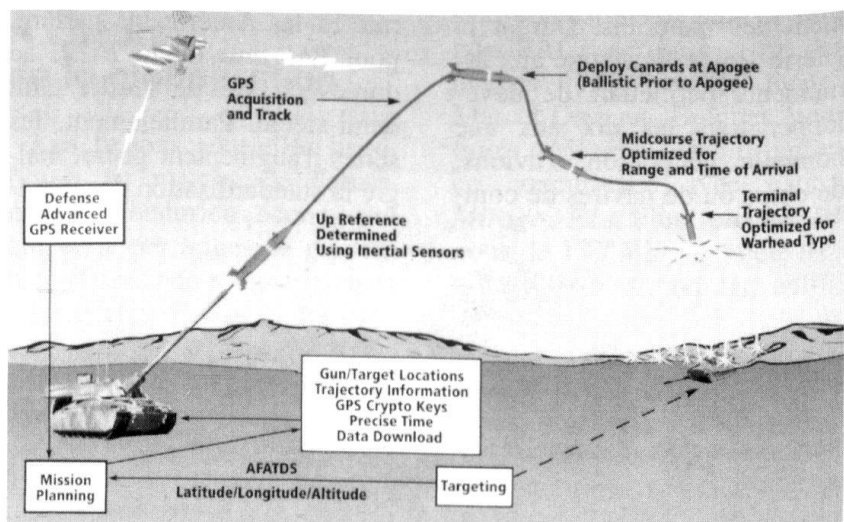 GPS
Acquisition
and Track
Deploy Canards at Apogee
(Ballistic Prior to Apogee)
Midcourse Trajectory
Optimized for
Range and Time of Arrival
Defense
Advanced
GPS Receiver
Terminal
Trajectory
Optimized for
Warhead Type
Up Reference
Determined
Using Inertial Sensors
Gun/Target Locations
Trajectory Information
GPS Crypto Keys
Precise Time
Data Download
Mission
Planning
AFATDS
Latitude/Longitude/Altitude
Targeting